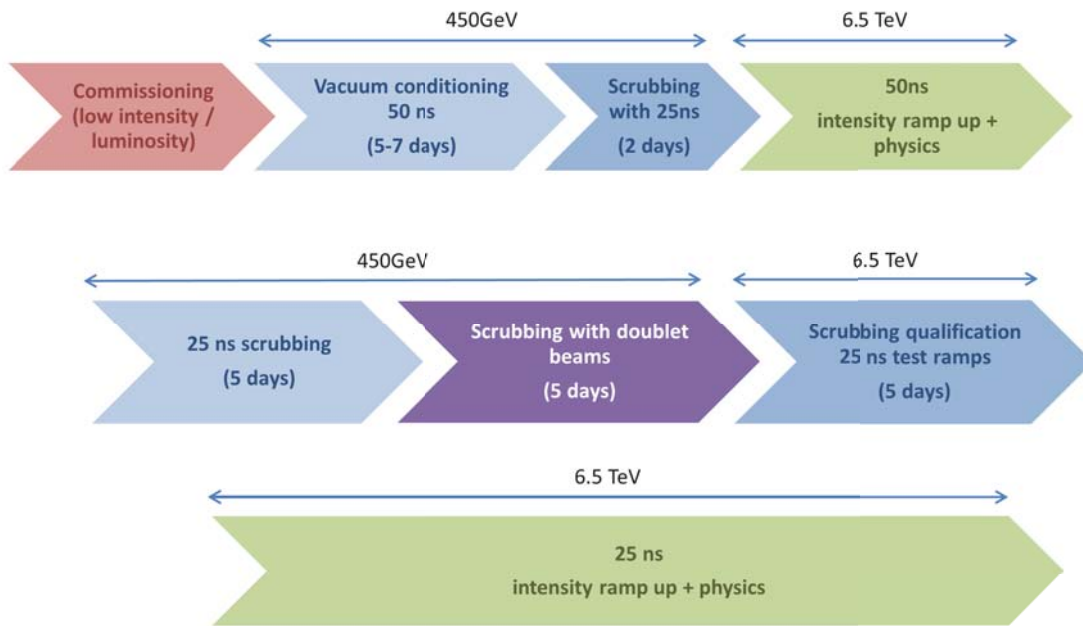 450GeV
6.5 TeV
Commissioning
(low intensity /
luminosity)
Vacuum conditioning
50 ns
(5-7 days)
Scrubbing
with 25ns
(2 days)
50ns
intensity ramp up +
physics
450GeV
6.5 TeV
25 ns scrubbing
(5 days)
Scrubbing with doublet
beams
(5 days)
Scrubbing qualification
25 ns test ramps
(5 days)
6.5 TeV
25 ns
intensity ramp up + physics